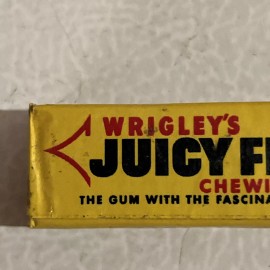 WRIGLEY'S
JUICY F
CHEWI
THE GUM WITH THE FASCINA